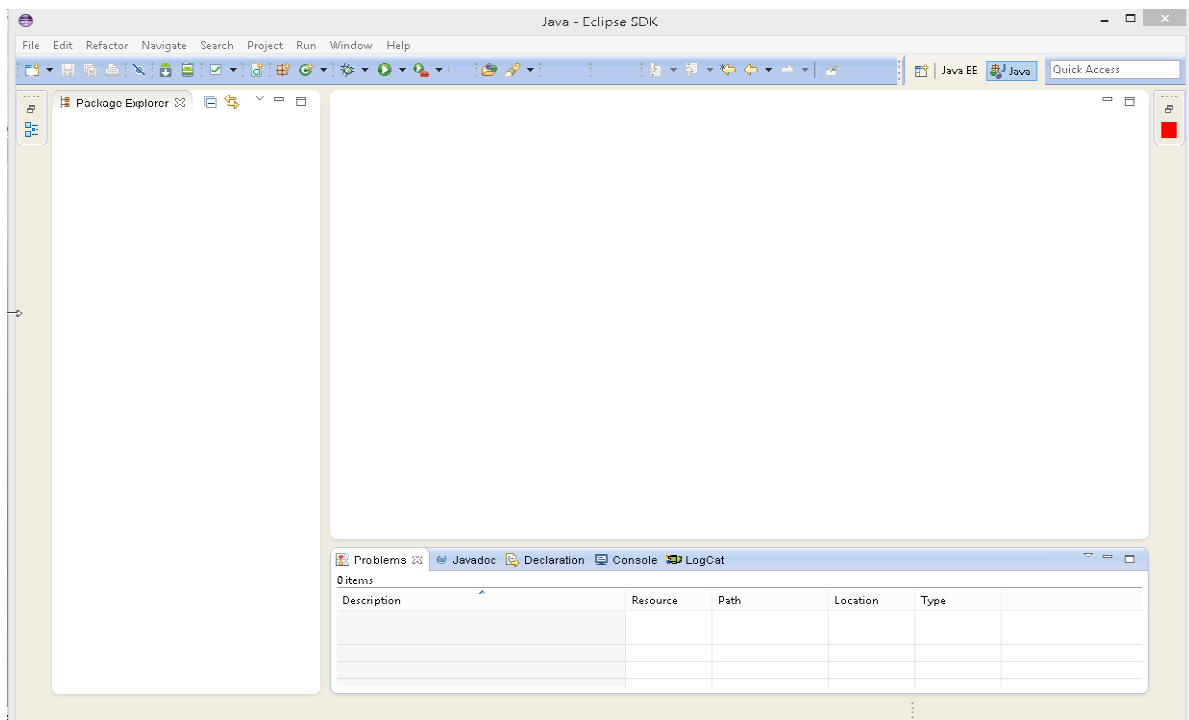 Java - Eclipse SDK
File Edit Refactor Navigate Search Project Run Window Help
Java EE Java Quick Access
Package Explorer
Problems Javadoc Declaration Console LogCat
0 items
Description Resource Path Location Type